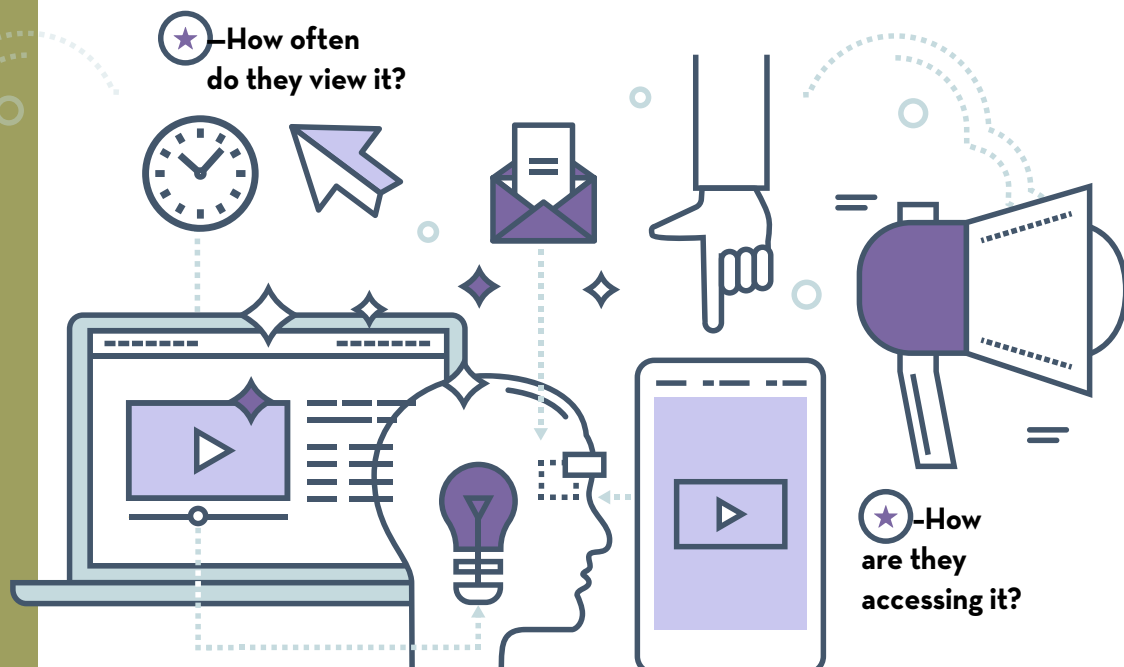 –How often
do they view it?
–How
are they
accessing it?